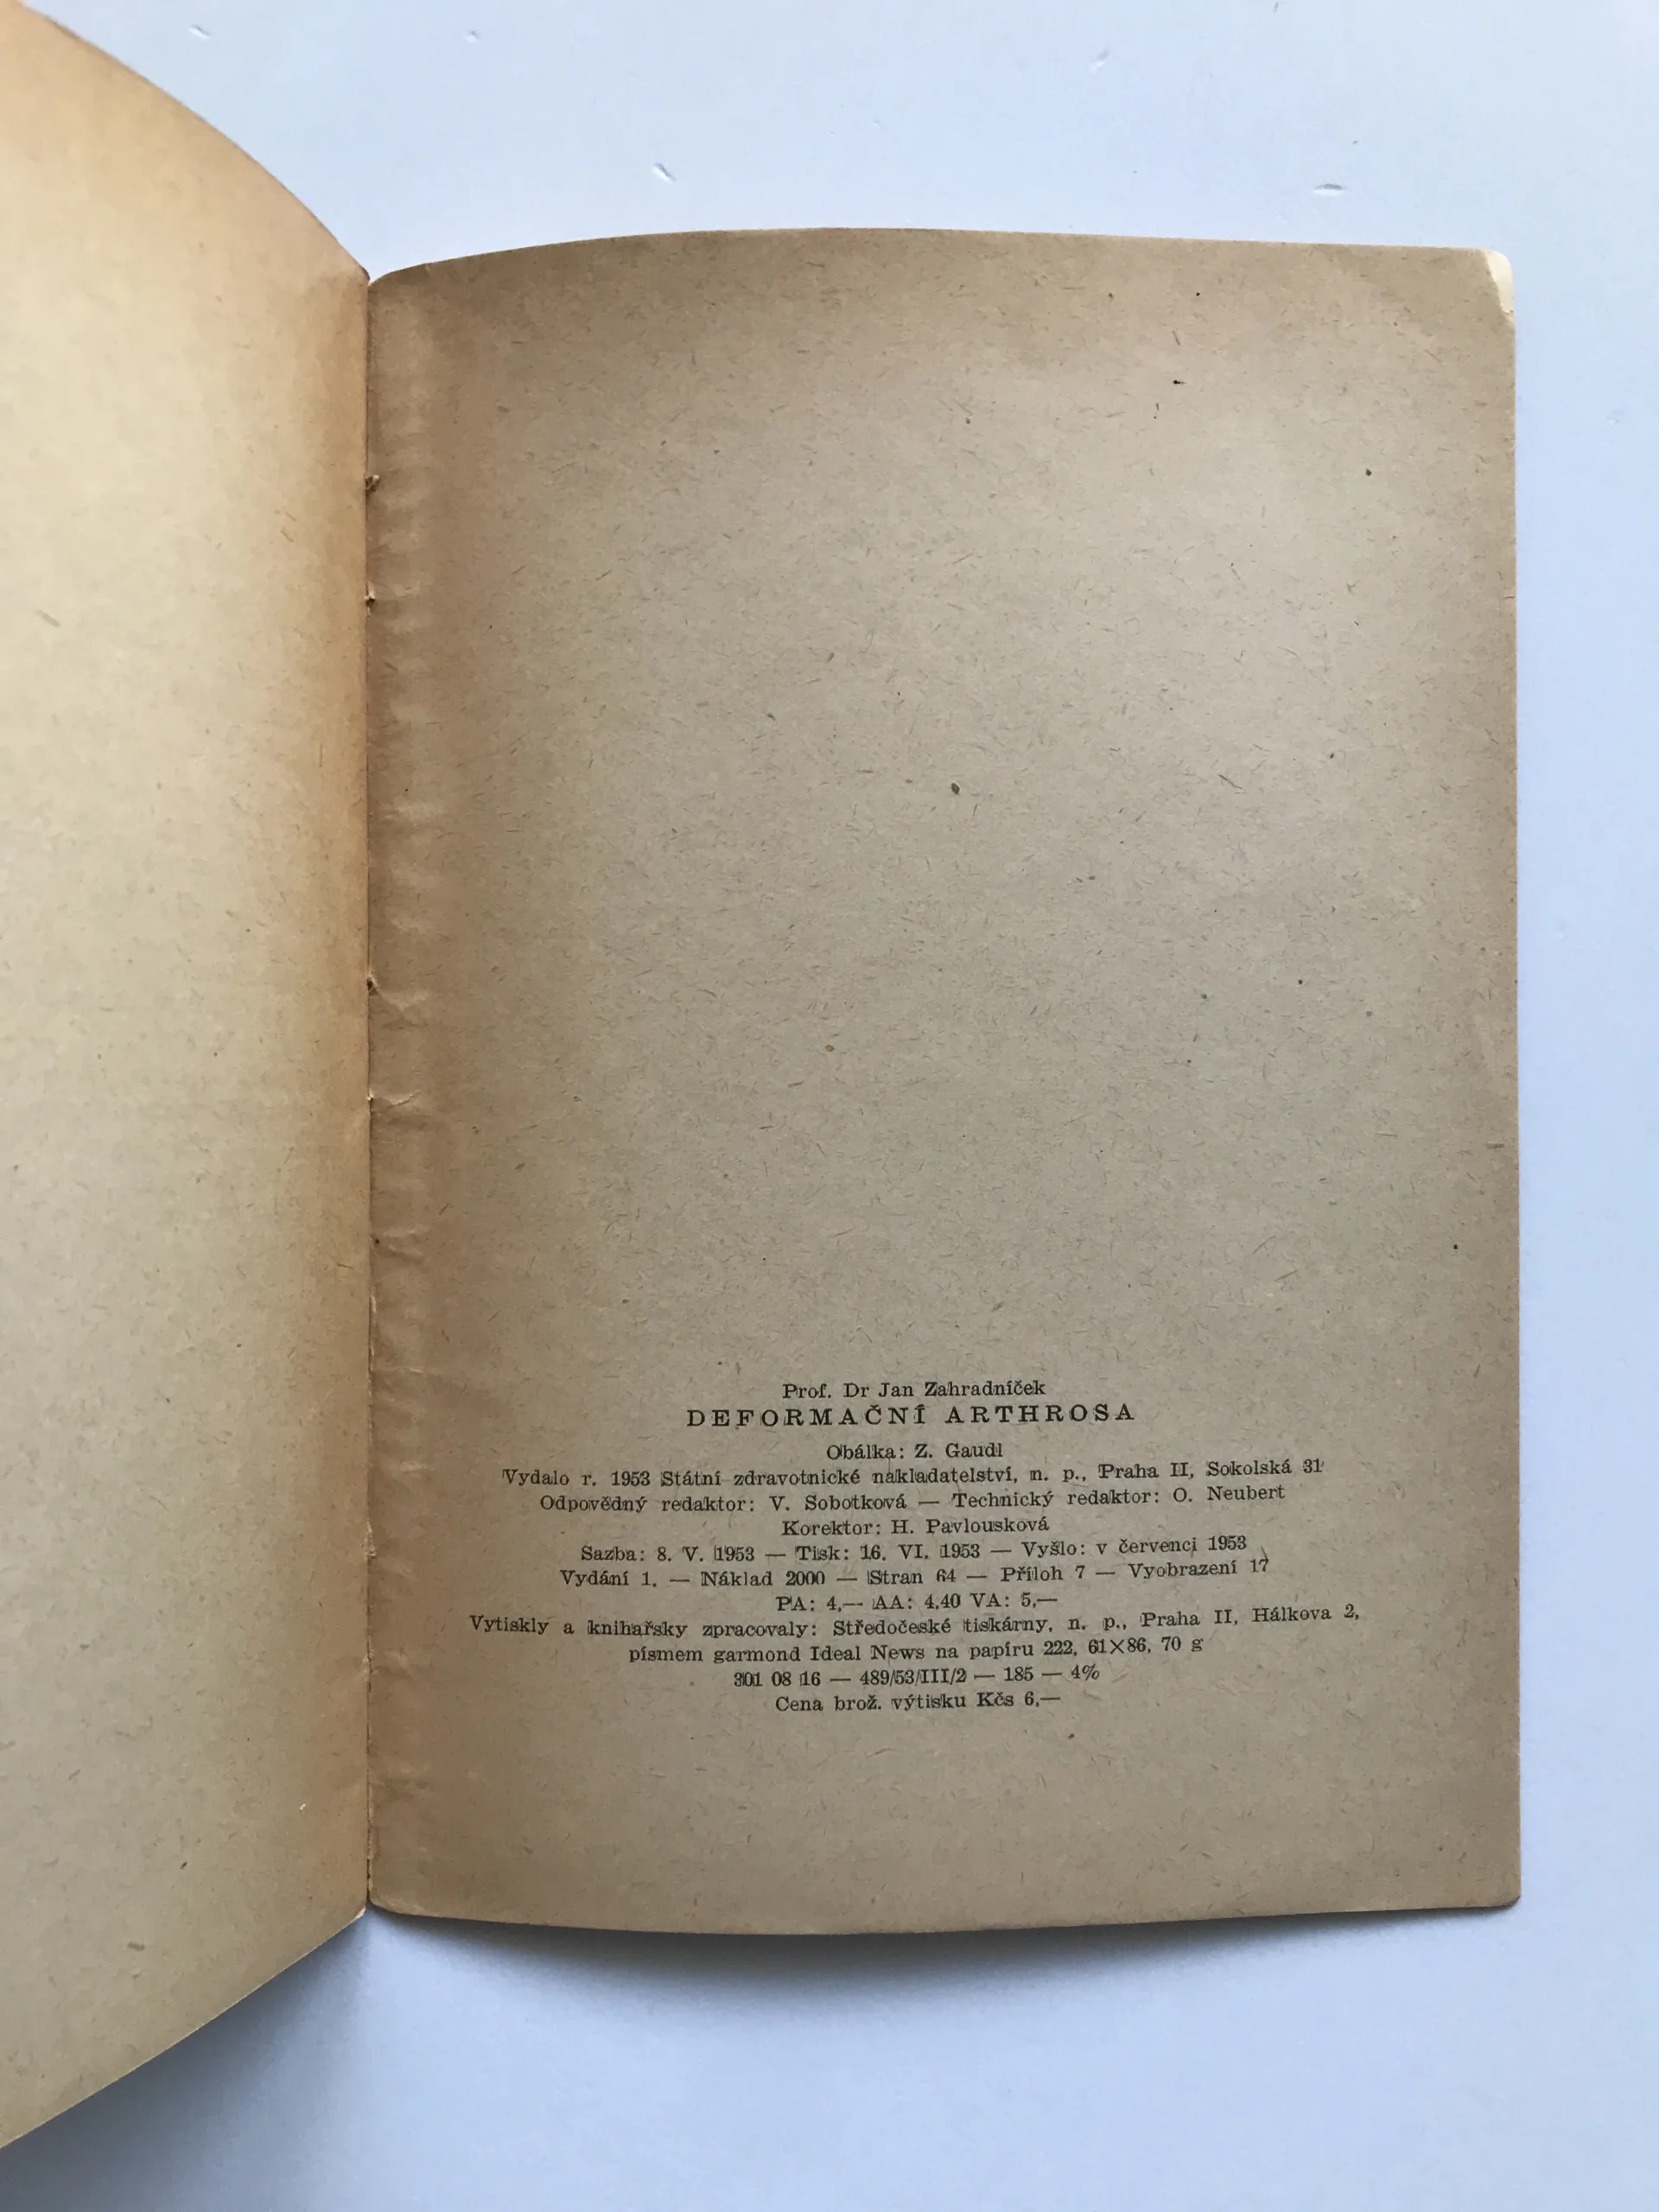 Prof. Dr Jan Zahradníček
DEFORMAČNÍ ARTHROSA
Obálka: Z. Gaudl
Vydalo r. 1953 Státní zdravotnické nakladatelství, n. p., Praha II, Sokolská 31
Odpovědný redaktor: V. Sobotková — Technický redaktor: O. Neubert
Korektor: H. Pavlousková
Sazba: 8. V. 1953 — Tisk: 16. VI. 1953 — Vyšlo: v červenci 1953
Vydání 1. — Náklad 2000 — Stran 64 — Příloh 7 — Vyobrazení 17
PA: 4,— AA: 4,40 VA: 5,—
Vytiskly a knihařsky zpracovaly: Středočeské tiskárny, n. p., Praha II, Hálkova 2,
písmem garmond Ideal News na papíru 222, 61×86, 70 g
301 08 16 — 489/53/III/2 — 185 — 4%
Cena brož. výtisku Kčs 6,—